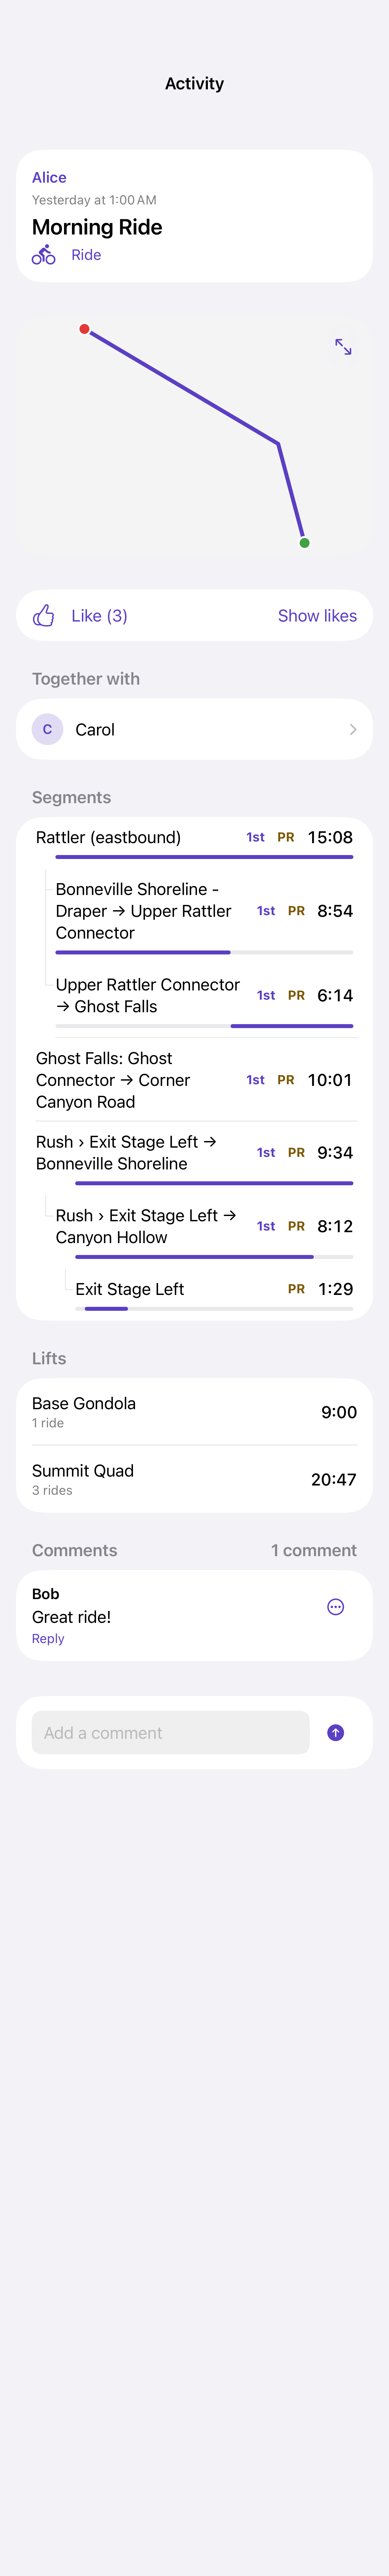 Activity
Alice
Yesterday at 1:00 AM
Morning Ride
Ride
Like (3)
Show likes
Together with
C
Carol
Segments
Rattler (eastbound)
1st PR 15:08
Bonneville Shoreline -
Draper → Upper Rattler
Connector
1st PR 8:54
Upper Rattler Connector
→ Ghost Falls
1st PR 6:14
Ghost Falls: Ghost
Connector → Corner
Canyon Road
1st PR 10:01
Rush › Exit Stage Left →
Bonneville Shoreline
1st PR 9:34
Rush › Exit Stage Left →
Canyon Hollow
1st PR 8:12
Exit Stage Left
PR 1:29
Lifts
Base Gondola
1 ride
9:00
Summit Quad
3 rides
20:47
Comments
1 comment
Bob
Great ride!
Reply
Add a comment